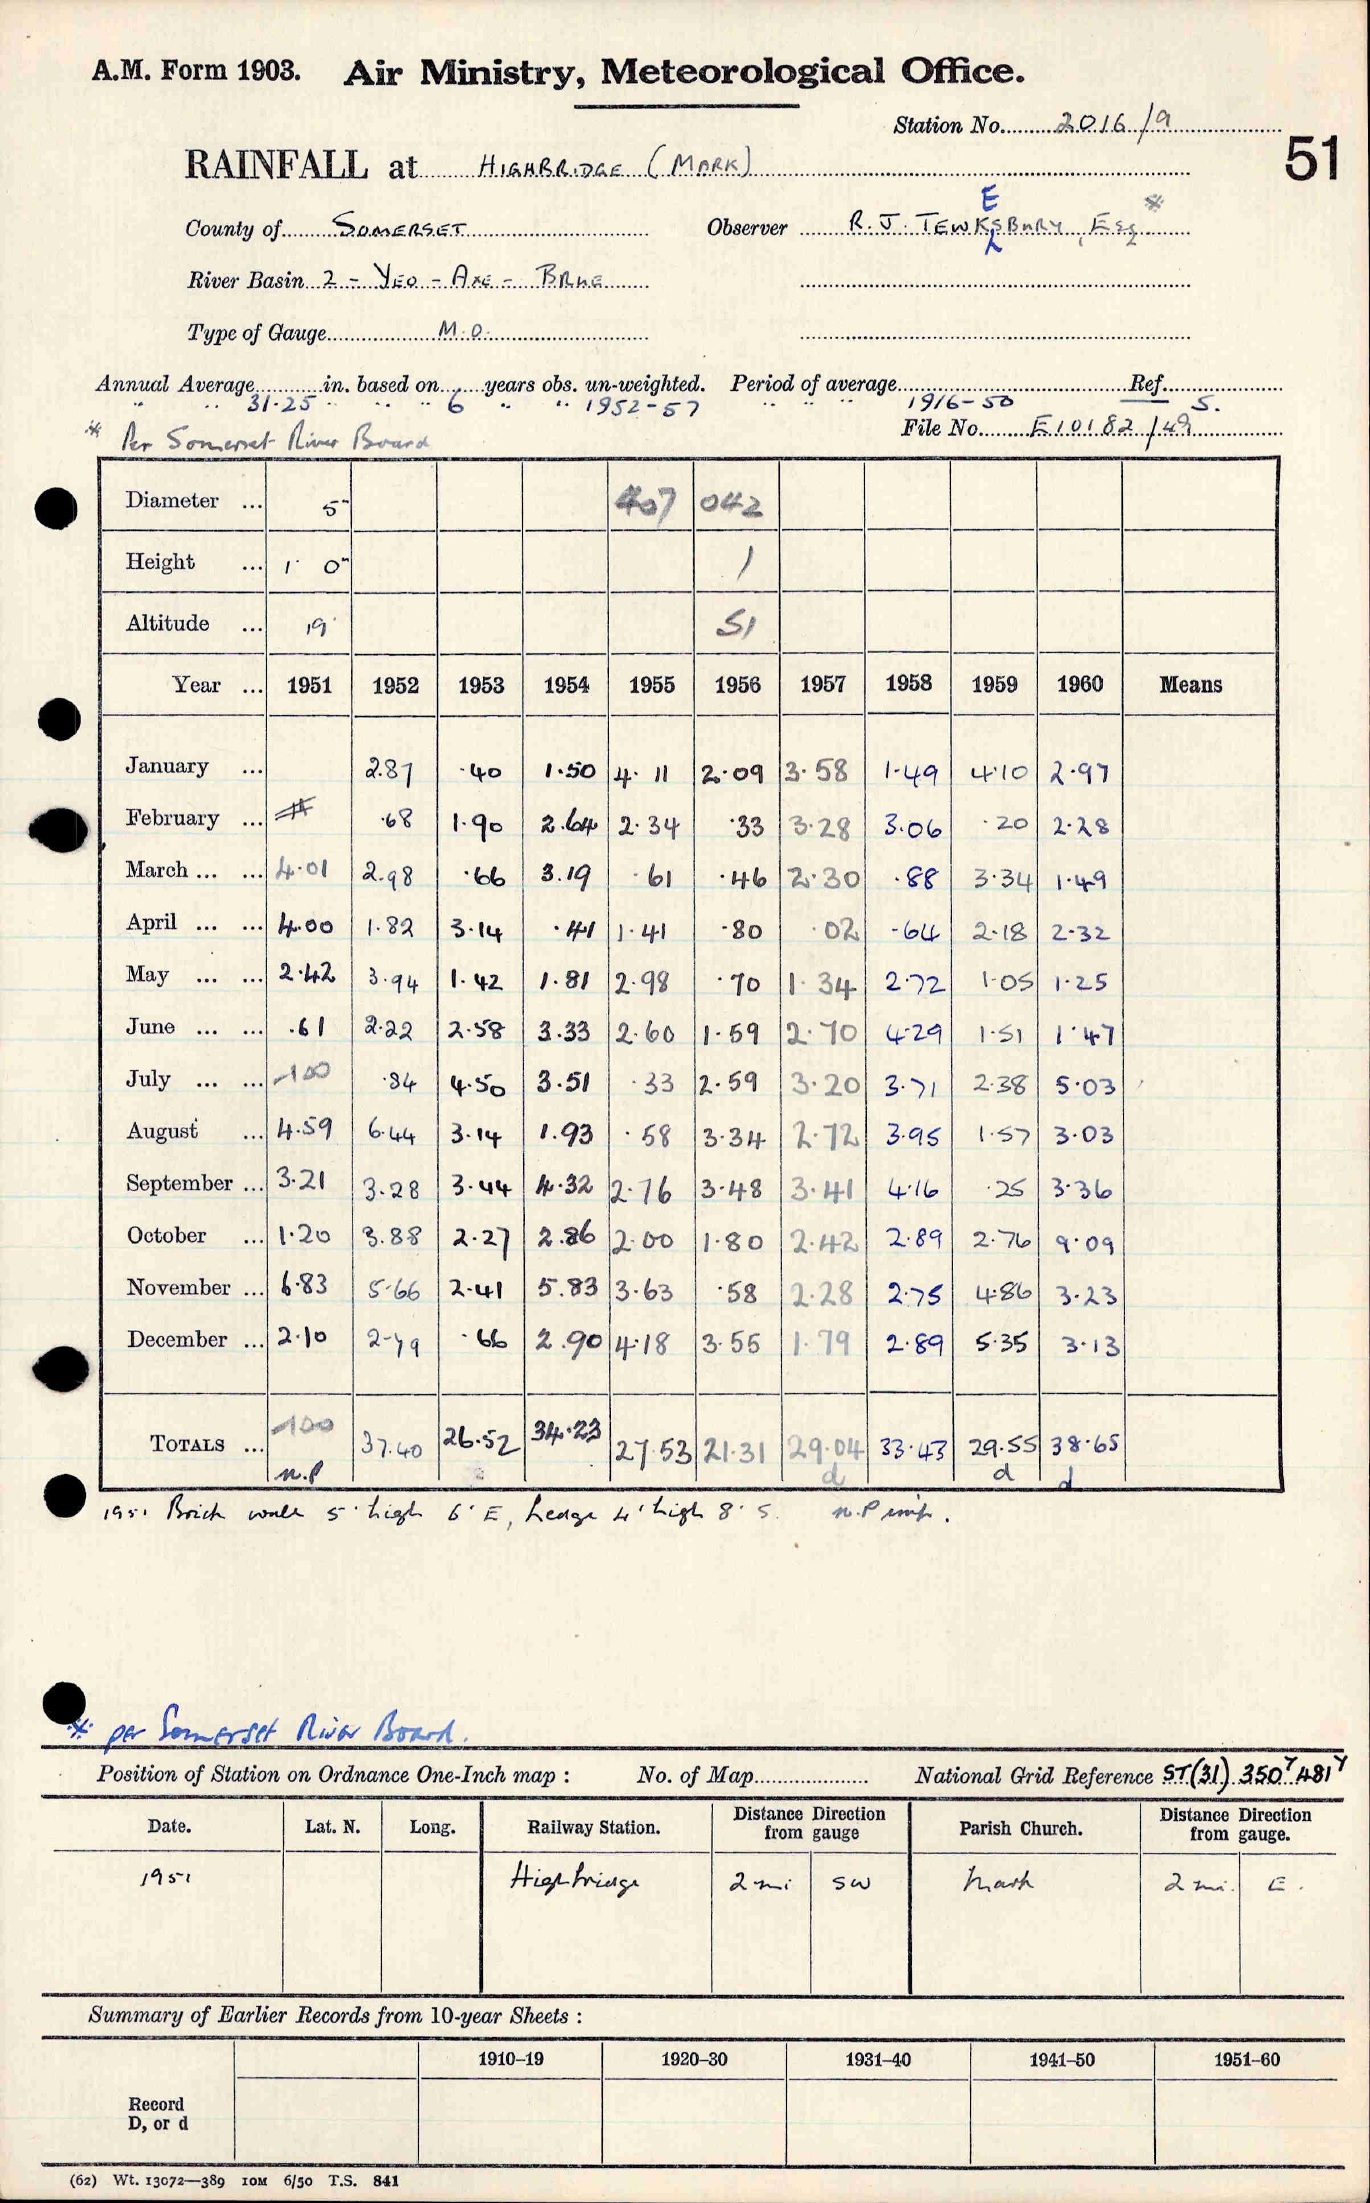 A.M. Form 1903. Air Ministry, Meteorological Office.
Station No. 2016/9
51
RAINFALL at HIGHBRIDGE (MARK)
County of SOMERSET Observer R. J. TEWKSBURY, Esq *
E
River Basin 2 - YEO - AXE - BRUE
Type of Gauge M.O.
Annual Average in. based on years obs. un-weighted. Period of average Ref.
" " 31.25 " " " 6 " " 1952-57 " " " 1916-50 S.
File No. E10182/49
* Per Somerset River Board
Diameter ... 5" 407 042
Height ... 1' 0" 1
Altitude ... 19' 51
Year ... 1951 1952 1953 1954 1955 1956 1957 1958 1959 1960 Means
January ... 2.87 .40 1.50 4.11 2.09 3.58 1.49 4.10 2.97
February ... .68 1.90 2.64 2.34 .33 3.28 3.06 .20 2.28
March ... ... 4.01 2.98 .66 3.19 .61 .46 2.30 .88 3.34 1.49
April ... ... 4.00 1.82 3.14 .41 1.41 .80 .02 .64 2.18 2.32
May ... ... 2.42 3.94 1.42 1.81 2.98 .70 1.34 2.72 1.05 1.25
June ... ... .61 2.22 2.58 3.33 2.60 1.59 2.70 4.29 1.51 1.47
July ... ... -100 .84 4.50 3.51 .33 2.59 3.20 3.71 2.38 5.03
August ... 4.59 6.44 3.14 1.93 .58 3.34 2.72 3.95 1.57 3.03
September ... 3.21 3.28 3.44 4.32 2.76 3.48 3.41 4.16 .25 3.36
October ... 1.20 3.88 2.27 2.86 2.00 1.80 2.42 2.89 2.76 9.09
November ... 6.83 5.66 2.41 5.83 3.63 .58 2.28 2.75 4.86 3.23
December ... 2.10 2.79 .66 2.90 4.18 3.55 1.79 2.89 5.35 3.13
TOTALS ... -100 37.40 26.52 34.23 27.53 21.31 29.04 33.43 29.55 38.65
n.P d d d
1951 Brick wall 5' high 6' E, hedge 4' high 8' S. n.P imp.
* per Somerset River Board.
Position of Station on Ordnance One-Inch map : No. of Map National Grid Reference ST(31) 350Y 481Y
Date. Lat. N. Long. Railway Station. Distance Direction from gauge Parish Church. Distance Direction from gauge.
1951 Highbridge 2 mi SW Mark 2 mi. E.
Summary of Earlier Records from 10-year Sheets :
1910-19 1920-30 1931-40 1941-50 1951-60
Record
D, or d
(62) Wt. 13072—389 10M 6/50 T.S. 841